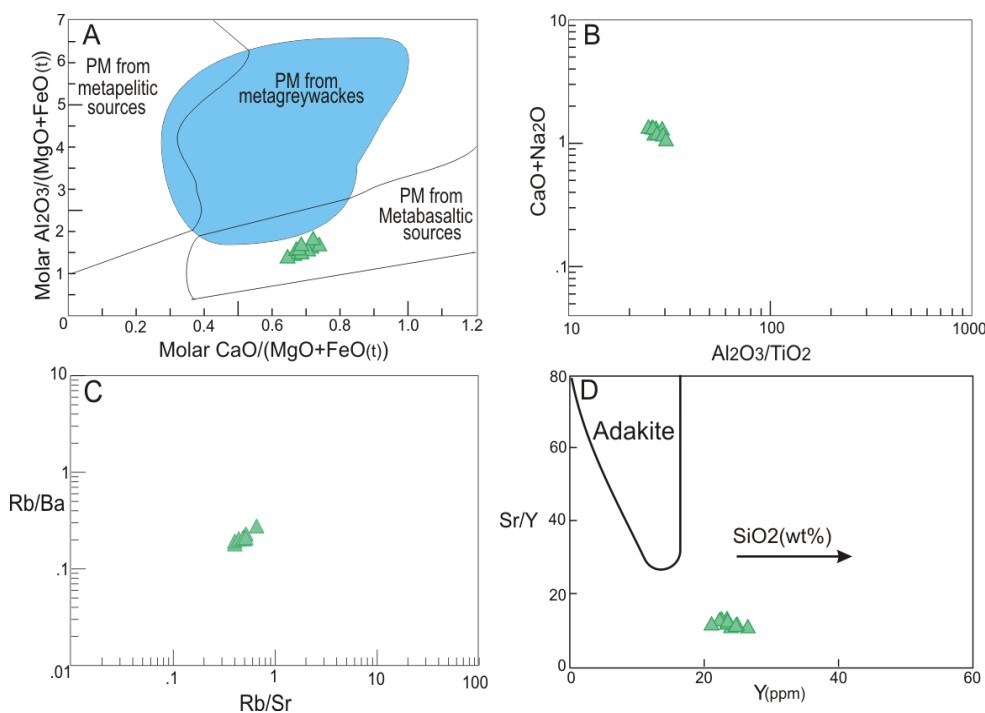 A
7
6
5
4
3
2
1
0
Molar Al2O3/(MgO+FeO(t))
PM from
metapelitic
sources
PM from
metagreywackes
PM from
Metabasaltic
sources
0 0.2 0.4 0.6 0.8 1.0 1.2
Molar CaO/(MgO+FeO(t))
B
10
1
.1
CaO+Na2O
10 100 1000
Al2O3/TiO2
C
10
1
.1
.01
Rb/Ba
.1 1 10 100
Rb/Sr
D
80
60
40
20
0
Sr/Y
Adakite
SiO2(wt%)
0 20 40 60
Y(ppm)